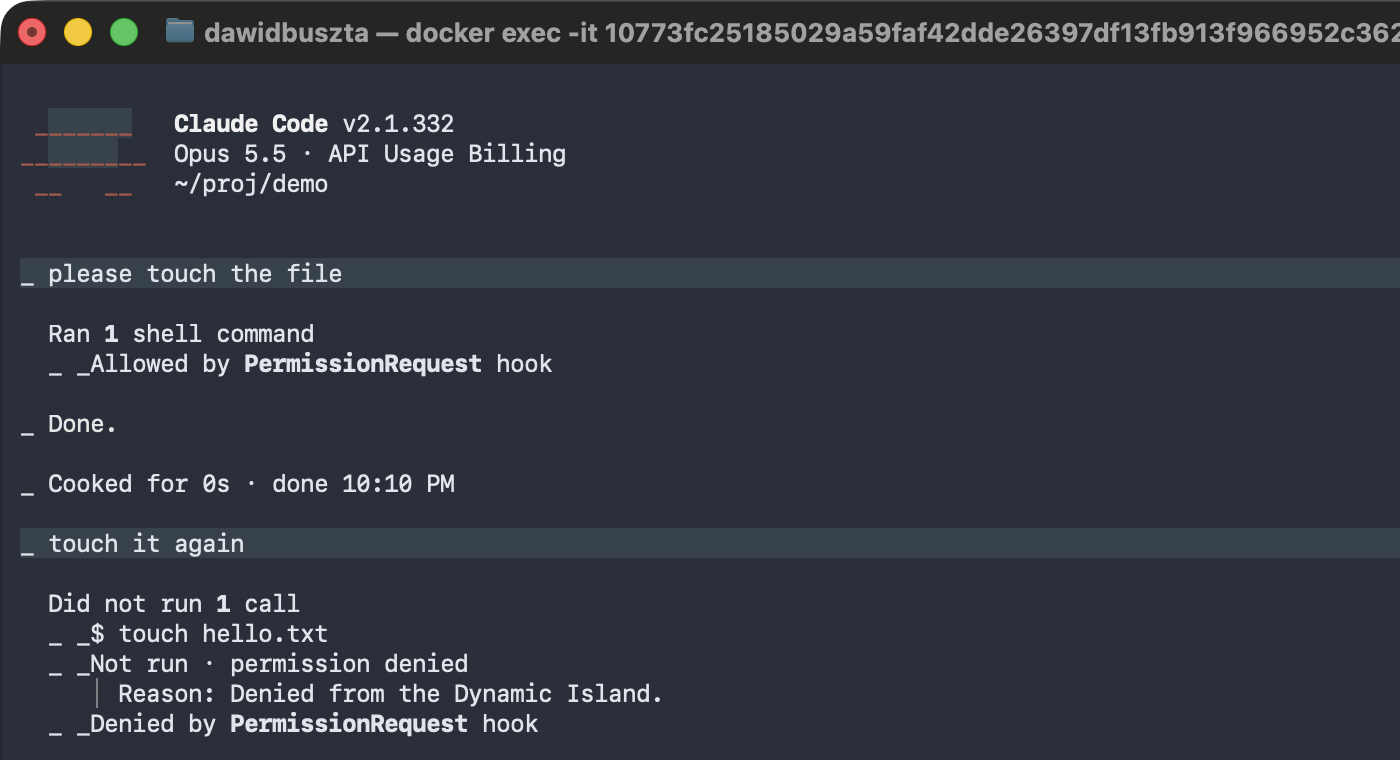 dawidbuszta — docker exec -it 10773fc25185029a59faf42dde26397df13fb913f966952c362
Claude Code v2.1.332
Opus 5.5 · API Usage Billing
~/proj/demo
_ please touch the file
Ran 1 shell command
_ _Allowed by PermissionRequest hook
_ Done.
_ Cooked for 0s · done 10:10 PM
_ touch it again
Did not run 1 call
_ _$ touch hello.txt
_ _Not run · permission denied
│ Reason: Denied from the Dynamic Island.
_ _Denied by PermissionRequest hook